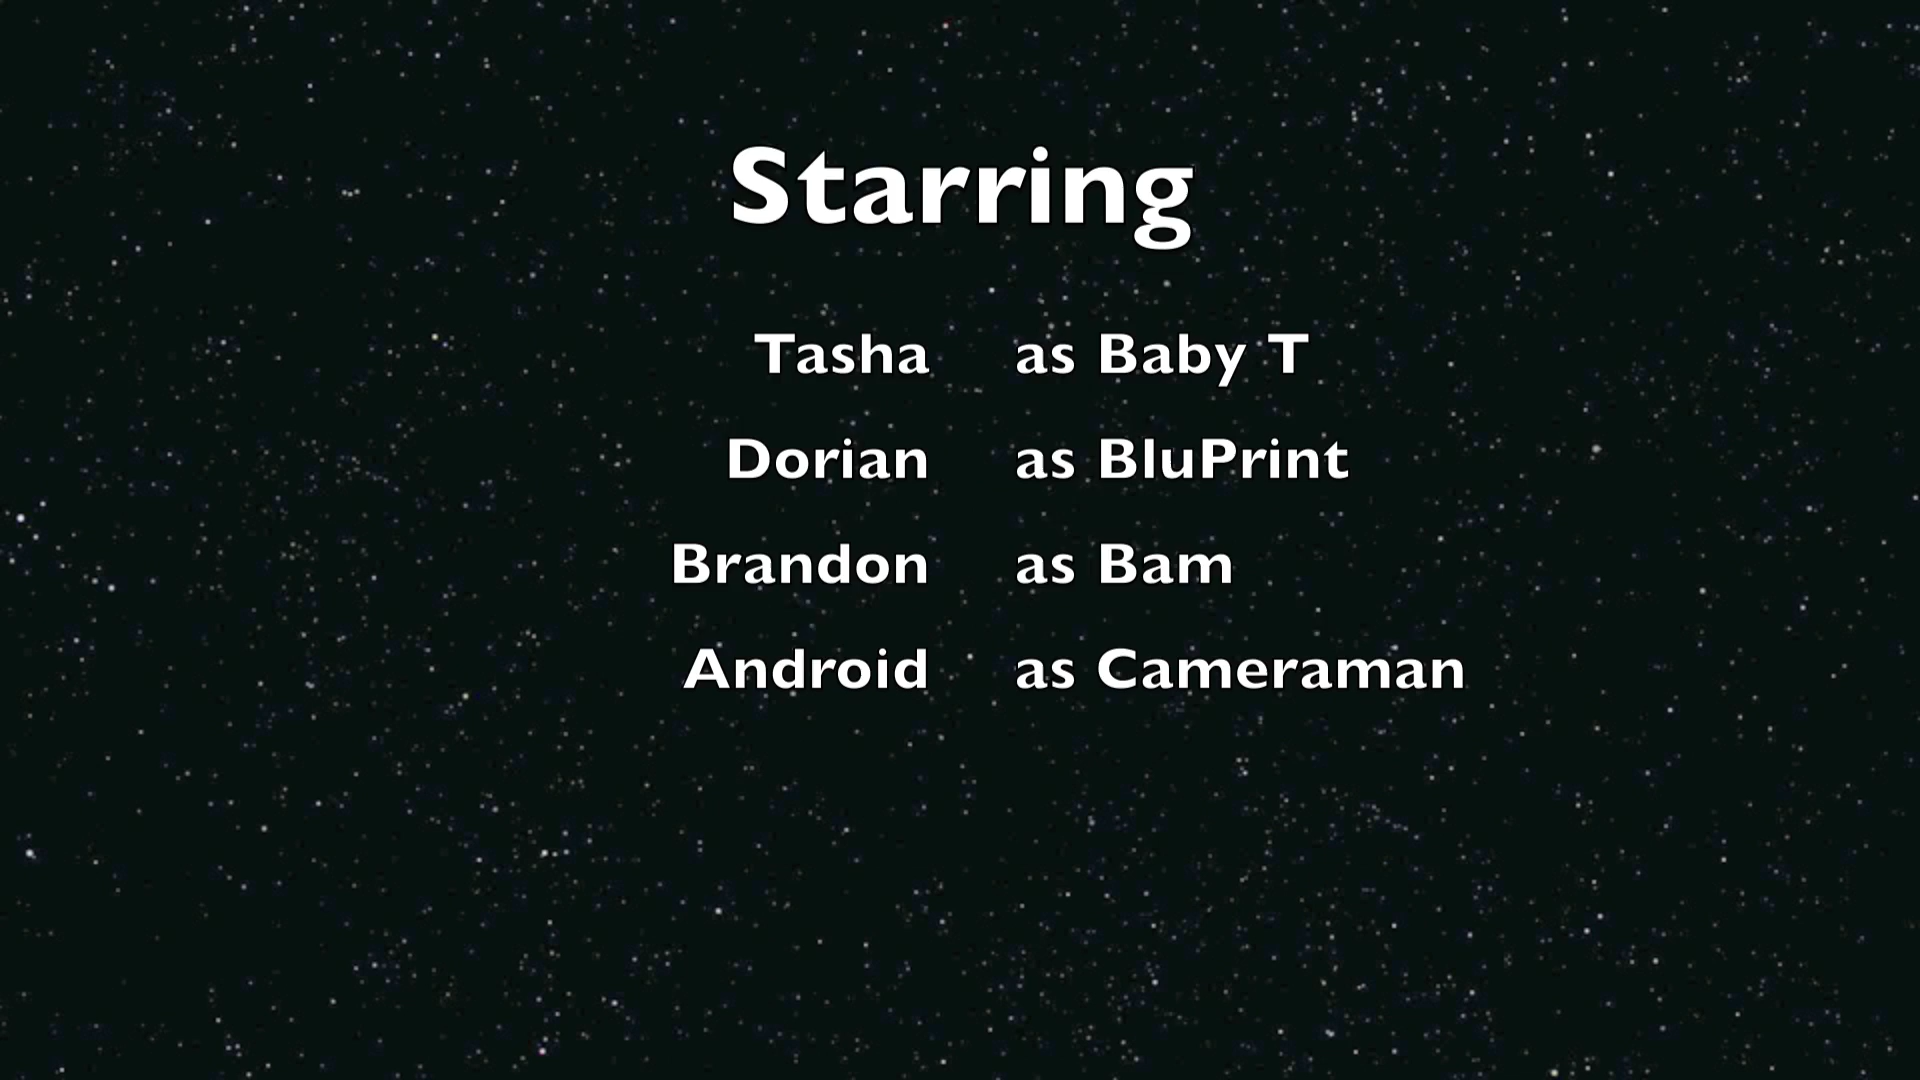 Starring
Tasha as Baby T
Dorian as BluPrint
Brandon as Bam
Android as Cameraman